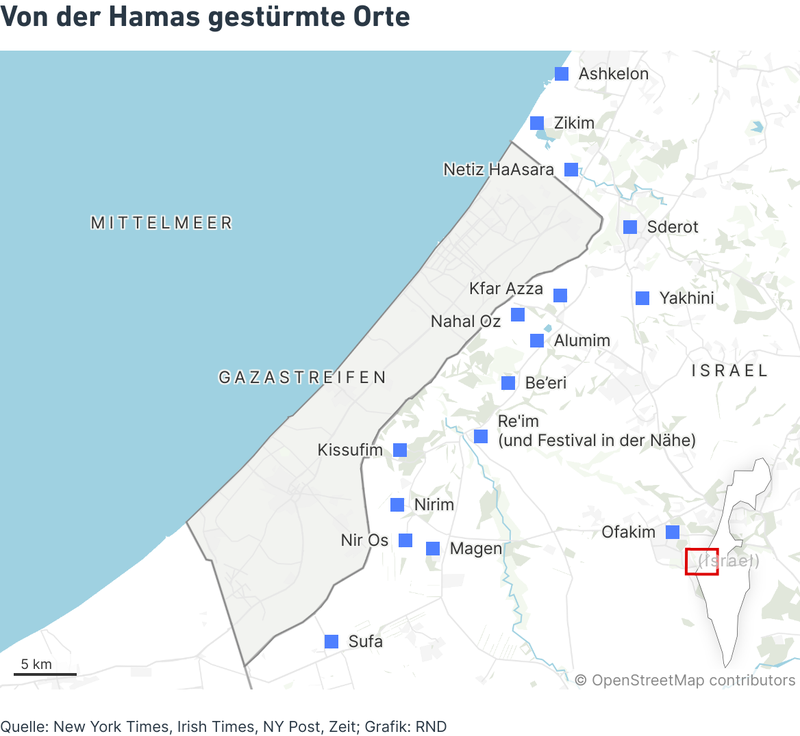 Von der Hamas gestürmte Orte
Ashkelon
Zikim
Netiz HaAsara
MITTELMEER
Sderot
Kfar Azza
Yakhini
Nahal Oz
Alumim
ISRAEL
GAZASTREIFEN
Be’eri
Re'im
(und Festival in der Nähe)
Kissufim
Nirim
Ofakim
Nir Os
Magen
(Israel)
Sufa
5 km
© OpenStreetMap contributors
Quelle: New York Times, Irish Times, NY Post, Zeit; Grafik: RND